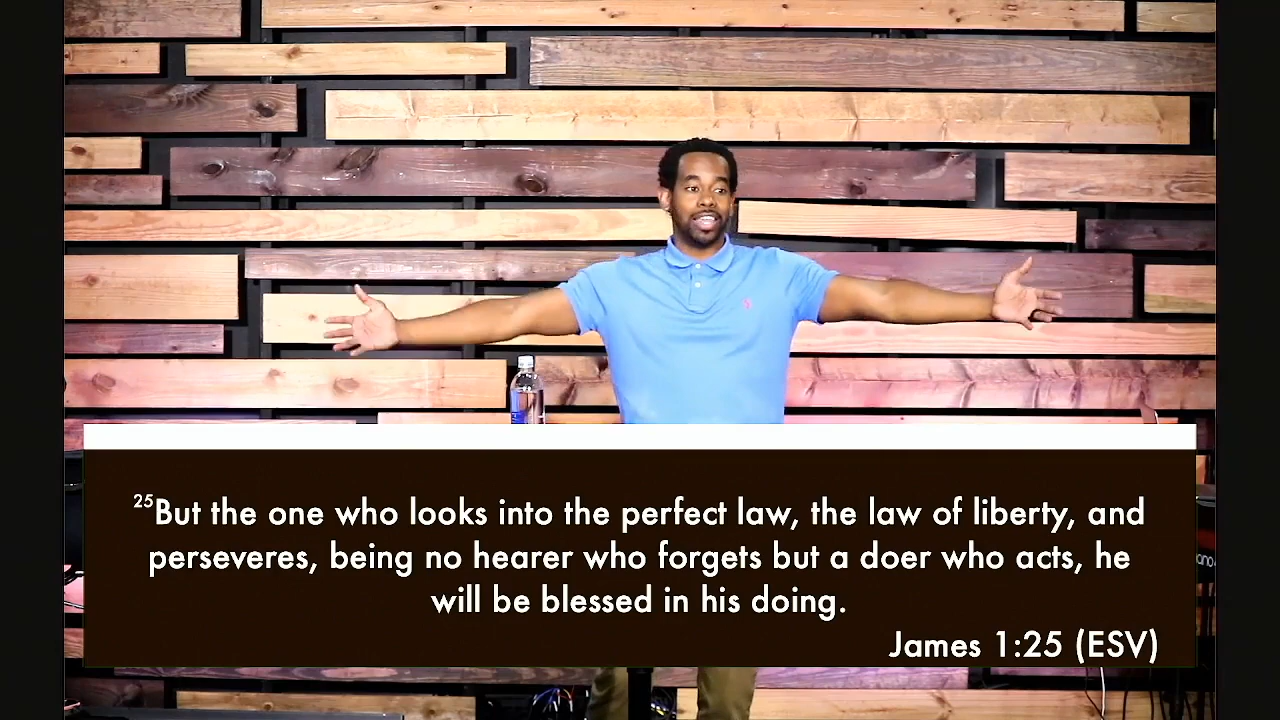 25But the one who looks into the perfect law, the law of liberty, and
perseveres, being no hearer who forgets but a doer who acts, he
will be blessed in his doing.
James 1:25 (ESV)